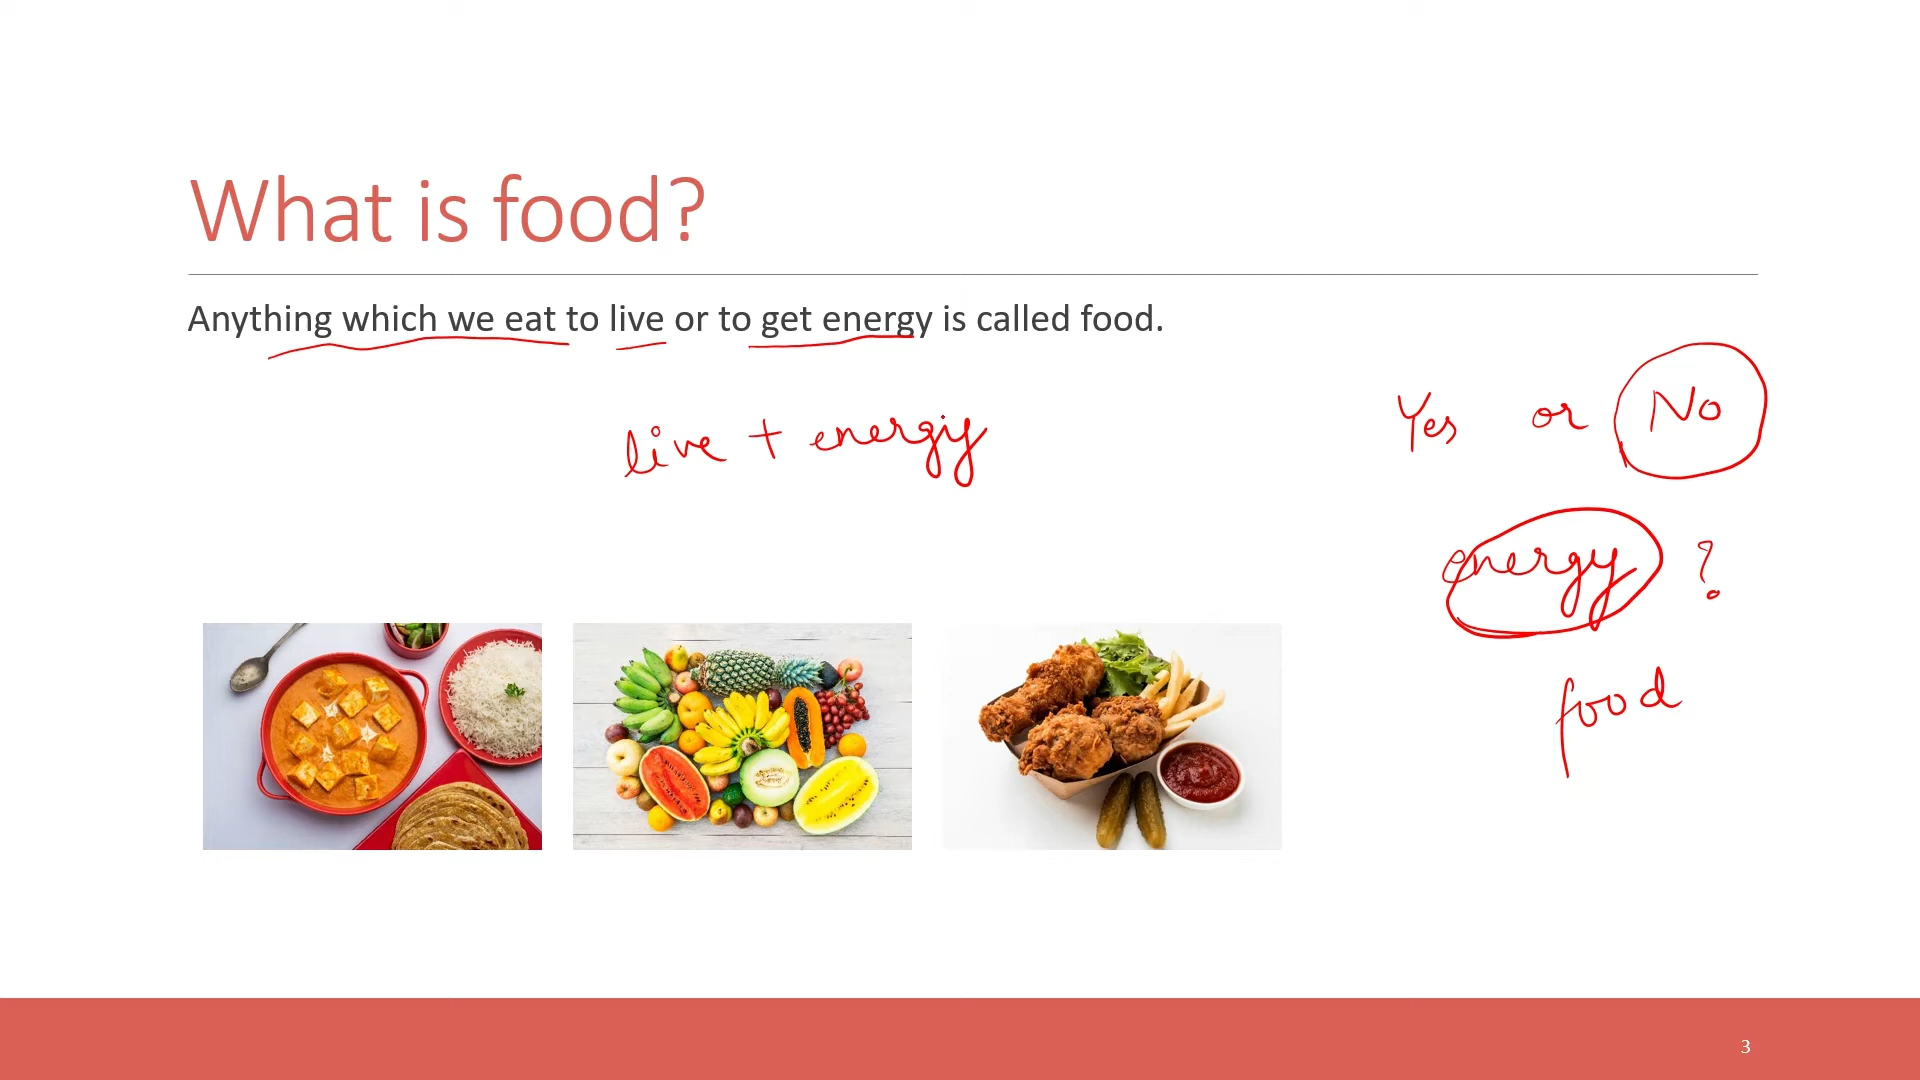 What is food?
Anything which we eat to live or to get energy is called food.
Yes or No
live + energy
energy ?
food
3